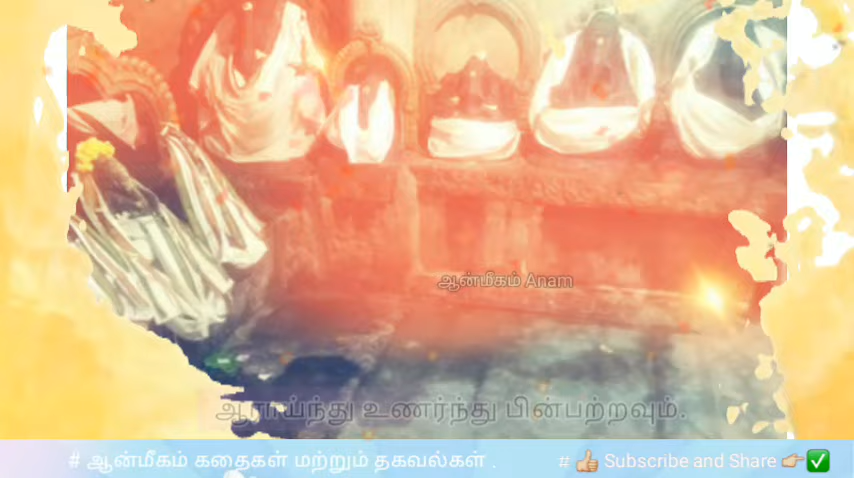 ஆன்மீகம் Anam
ஆராய்ந்து உணர்ந்து பின்பற்றவும்.
# ஆன்மீகம் கதைகள் மற்றும் தகவல்கள் . # 👍 Subscribe and Share 👉✅